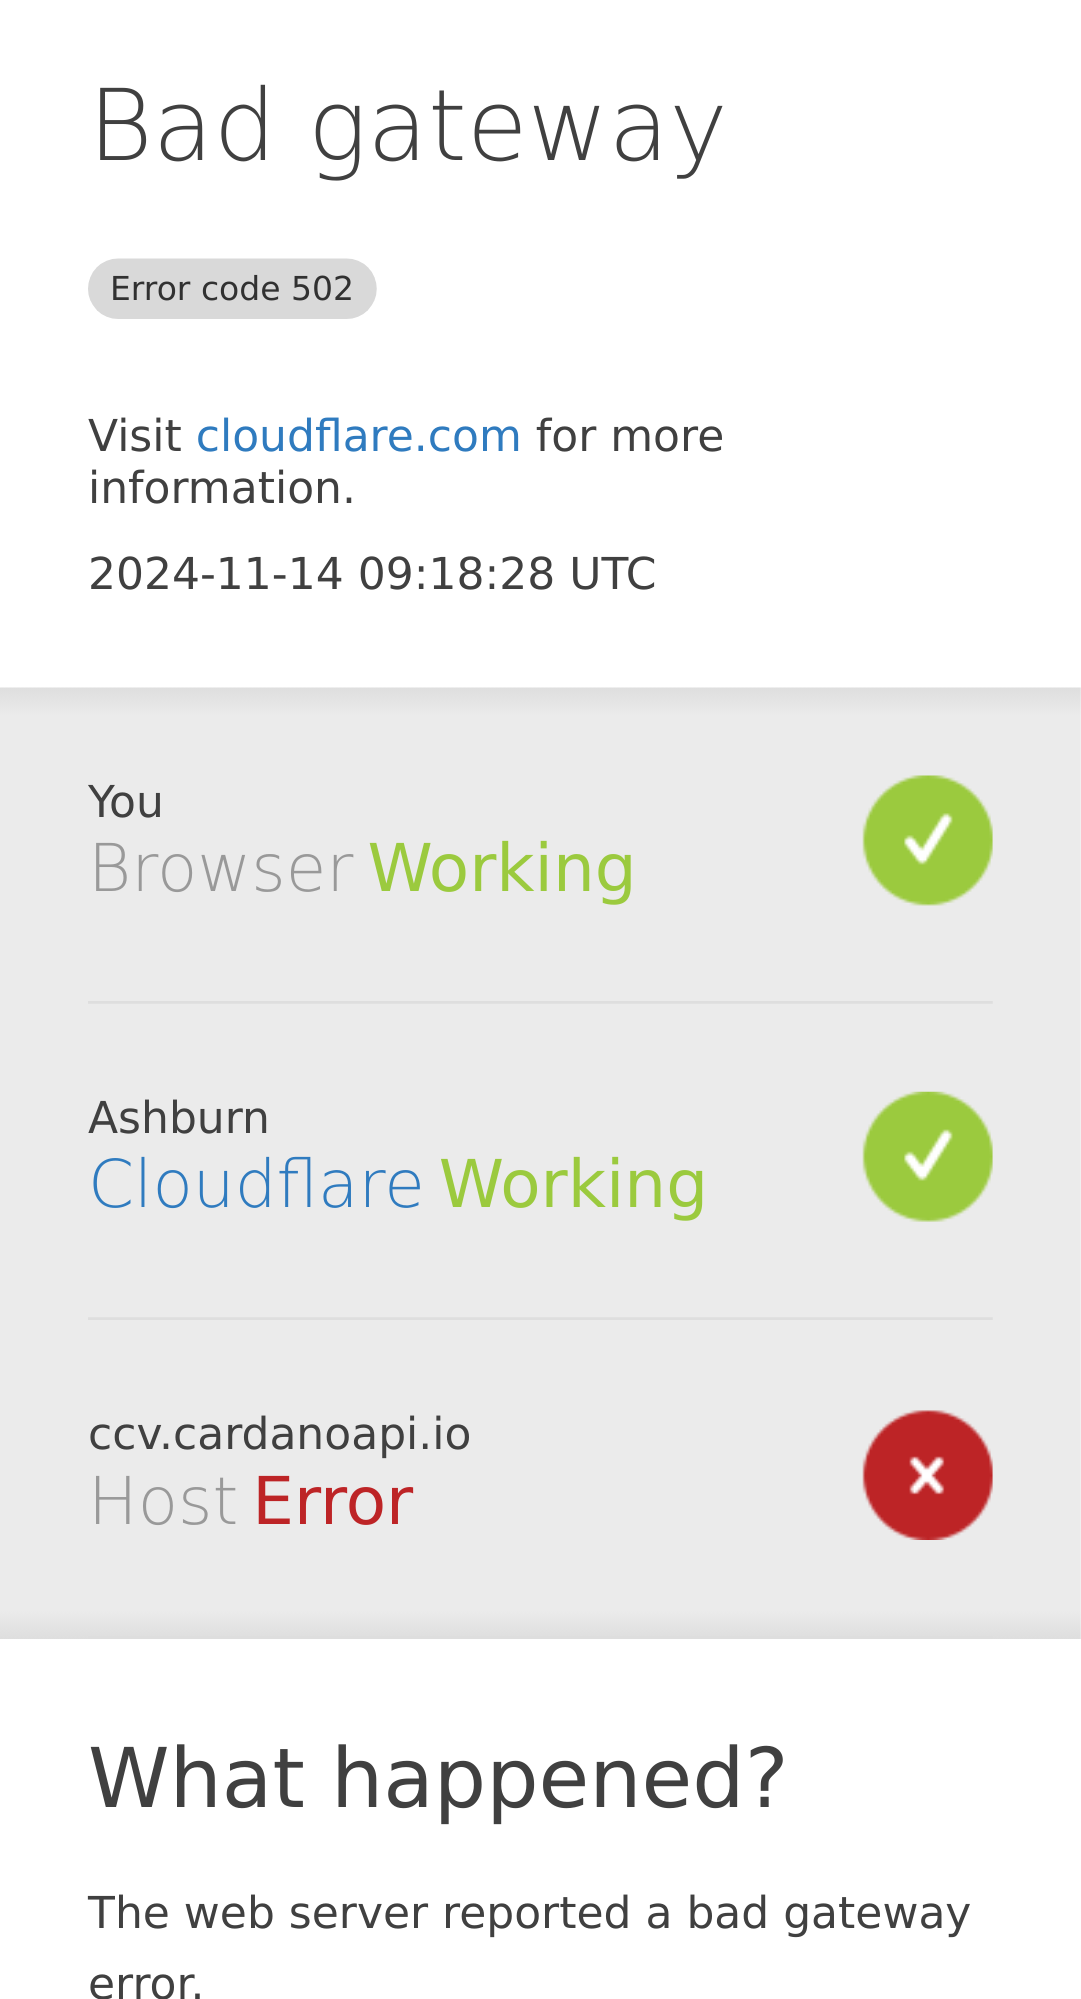 Bad gateway
Error code 502
Visit cloudflare.com for more
information.
2024-11-14 09:18:28 UTC
You
Browser Working
Ashburn
Cloudflare Working
ccv.cardanoapi.io
Host Error
What happened?
The web server reported a bad gateway
error.